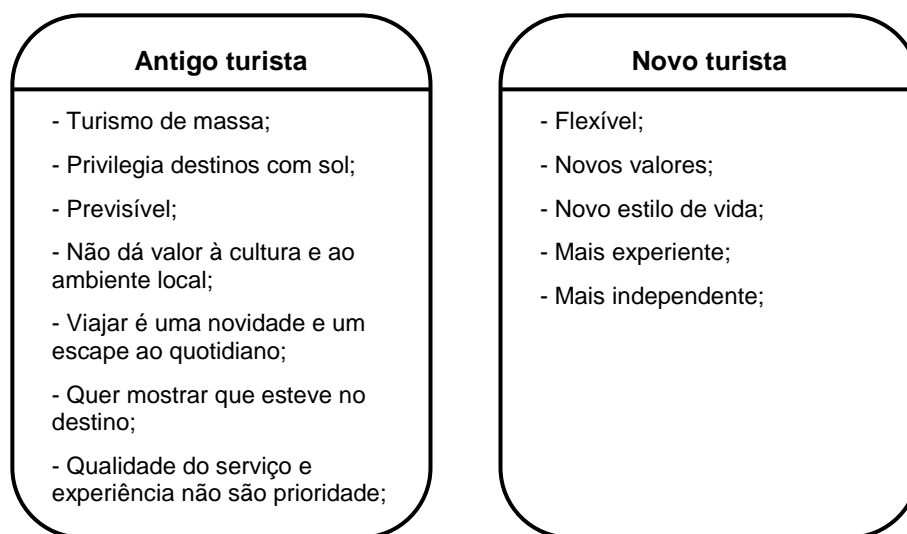 Antigo turista
- Turismo de massa;
- Privilegia destinos com sol;
- Previsível;
- Não dá valor à cultura e ao
ambiente local;
- Viajar é uma novidade e um
escape ao quotidiano;
- Quer mostrar que esteve no
destino;
- Qualidade do serviço e
experiência não são prioridade;
Novo turista
- Flexível;
- Novos valores;
- Novo estilo de vida;
- Mais experiente;
- Mais independente;